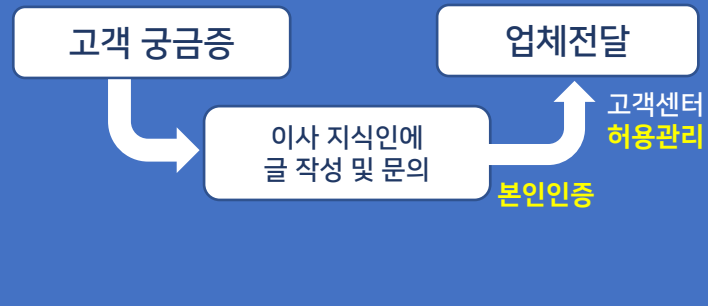 고객 궁금증
업체전달
고객센터
허용관리
이사 지식인에
글 작성 및 문의
본인인증